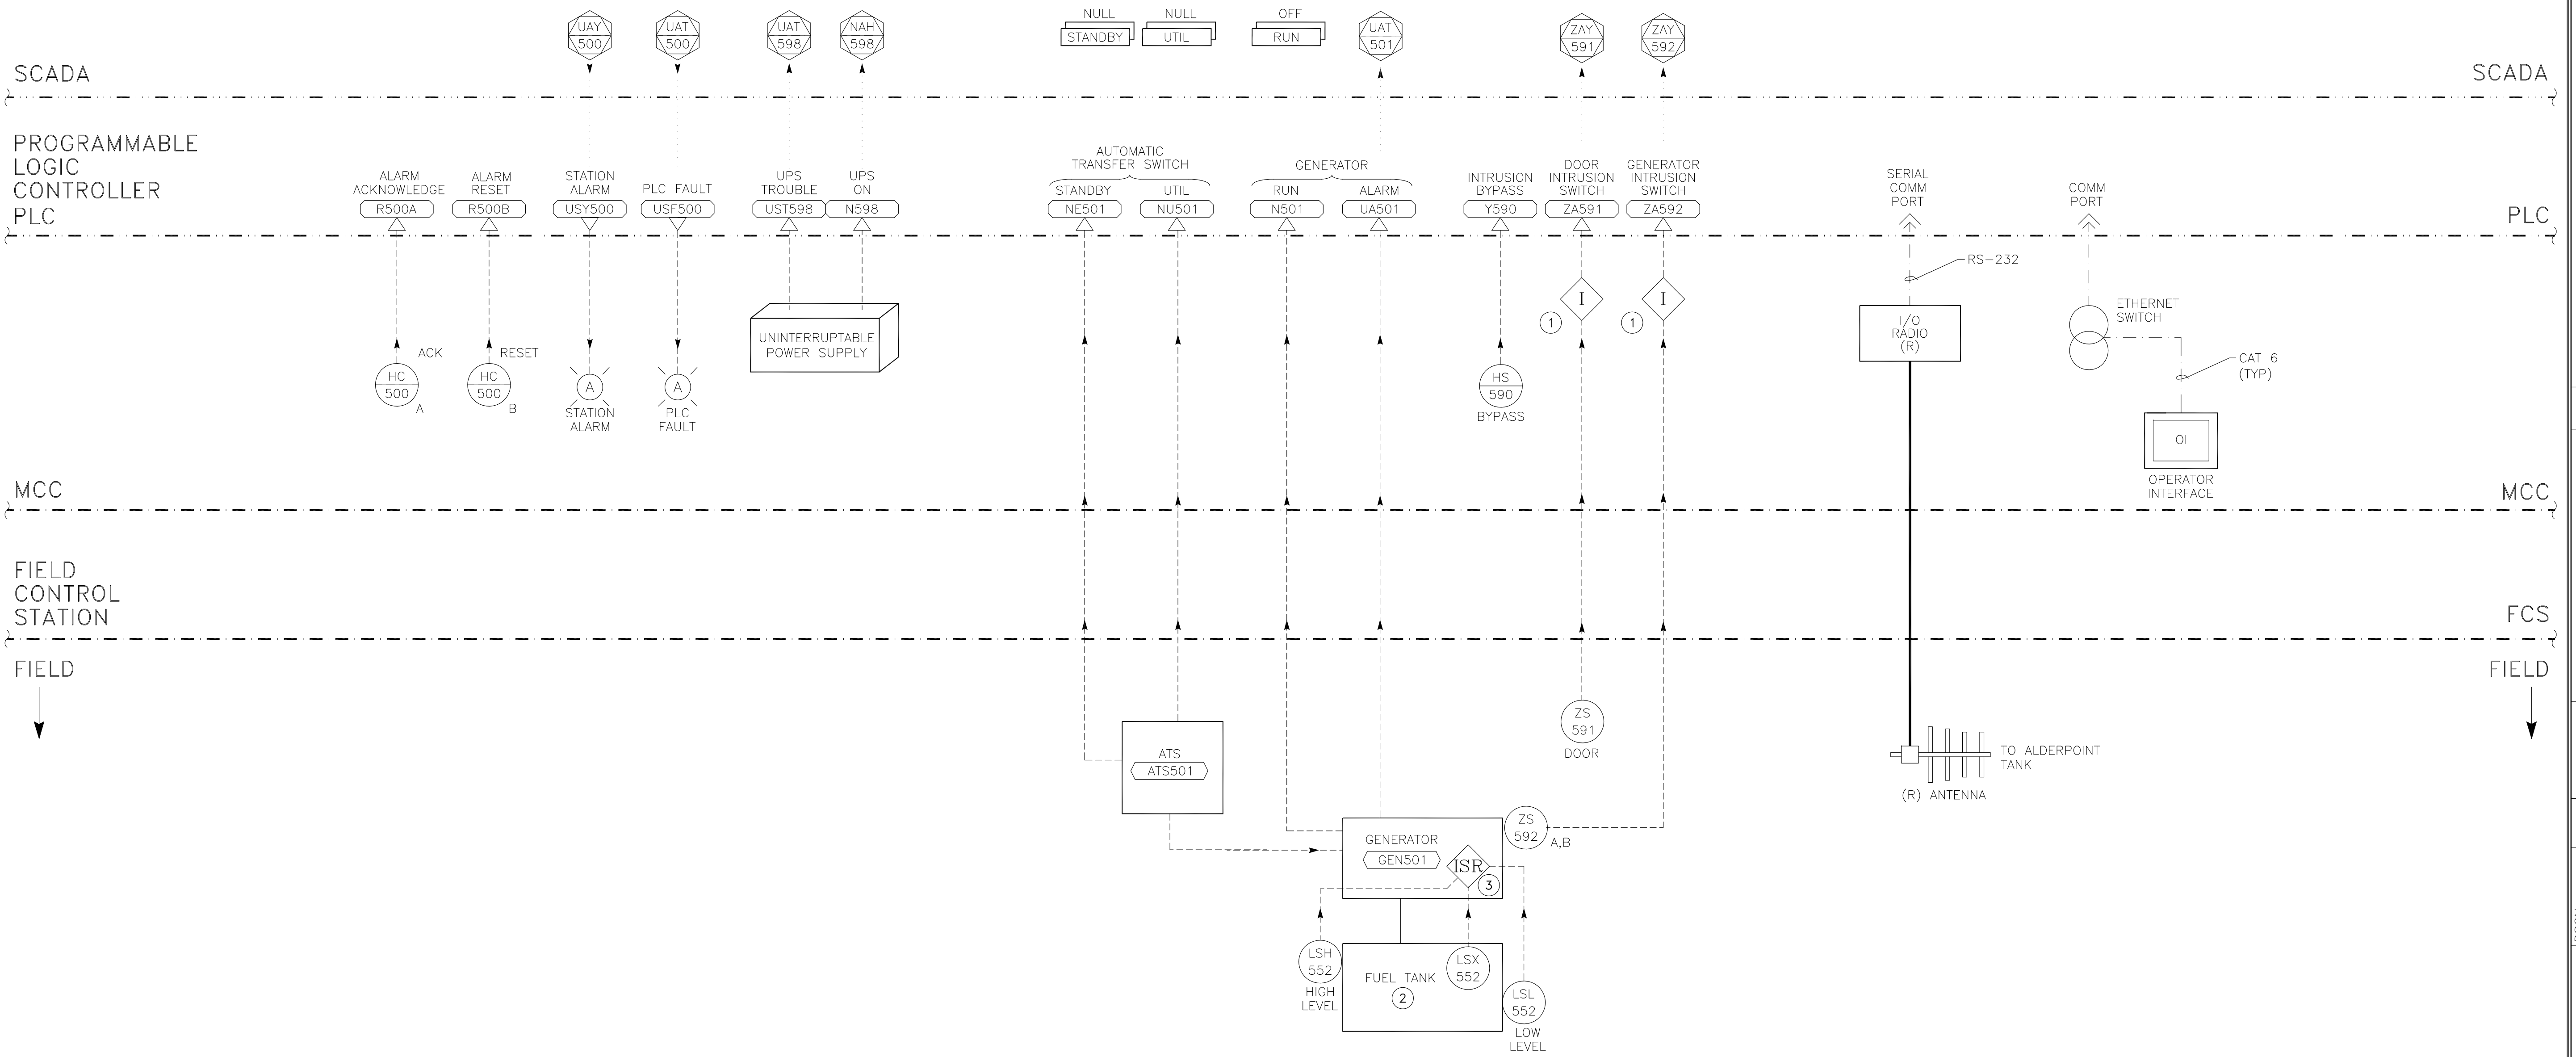 UAY
500
UAT
500
UAT
598
NAH
598
NULL
STANDBY
NULL
UTIL
OFF
RUN
UAT
501
ZAY
591
ZAY
592
SCADA
SCADA
PROGRAMMABLE
LOGIC
CONTROLLER
PLC
ALARM
ACKNOWLEDGE
R500A
ALARM
RESET
R500B
STATION
ALARM
USY500
PLC FAULT
USF500
UPS
TROUBLE
UST598
UPS
ON
N598
AUTOMATIC
TRANSFER SWITCH
STANDBY
NE501
UTIL
NU501
GENERATOR
RUN
N501
ALARM
UA501
INTRUSION
BYPASS
Y590
DOOR
INTRUSION
SWITCH
ZA591
GENERATOR
INTRUSION
SWITCH
ZA592
SERIAL
COMM
PORT
COMM
PORT
PLC
RS-232
HC
500
A
ACK
HC
500
B
RESET
A
STATION
ALARM
A
PLC
FAULT
UNINTERRUPTABLE
POWER SUPPLY
HS
590
BYPASS
I
1
I
1
I/O
RADIO
(R)
ETHERNET
SWITCH
CAT 6
(TYP)
OI
OPERATOR
INTERFACE
MCC
MCC
FIELD
CONTROL
STATION
FCS
FIELD
FIELD
ATS
ATS501
ZS
591
DOOR
TO ALDERPOINT
TANK
(R) ANTENNA
GENERATOR
GEN501
ISR
3
ZS
592
A,B
LSH
552
HIGH
LEVEL
FUEL TANK
2
LSX
552
LSL
552
LOW
LEVEL